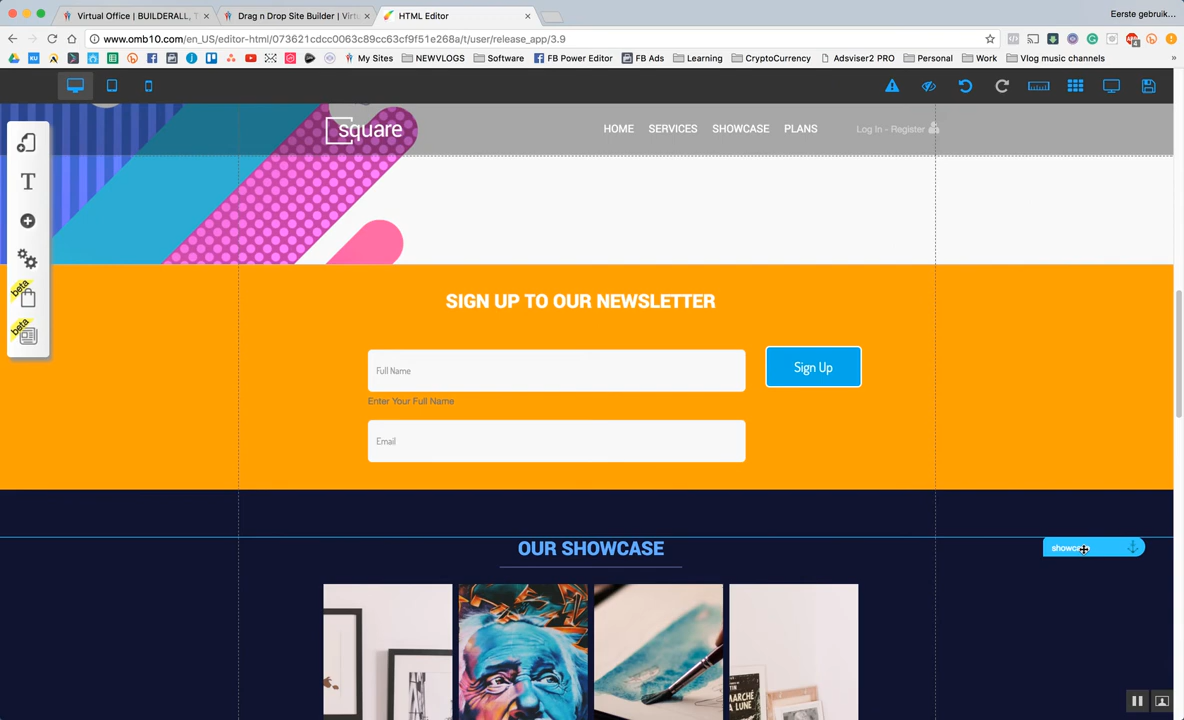 Virtual Office | BUILDERALL, T
Drag n Drop Site Builder | Virtu
HTML Editor
Eerste gebruik...
www.omb10.com/en_US/editor-html/073621cdcc0063c89cc63cf9f51e268a/t/user/release_app/3.9
My Sites
NEWVLOGS
Software
FB Power Editor
FB Ads
Learning
CryptoCurrency
Adsviser2 PRO
Personal
Work
Vlog music channels
square
HOME
SERVICES
SHOWCASE
PLANS
Log In - Register
beta
beta
SIGN UP TO OUR NEWSLETTER
Full Name
Sign Up
Enter Your Full Name
Email
OUR SHOWCASE